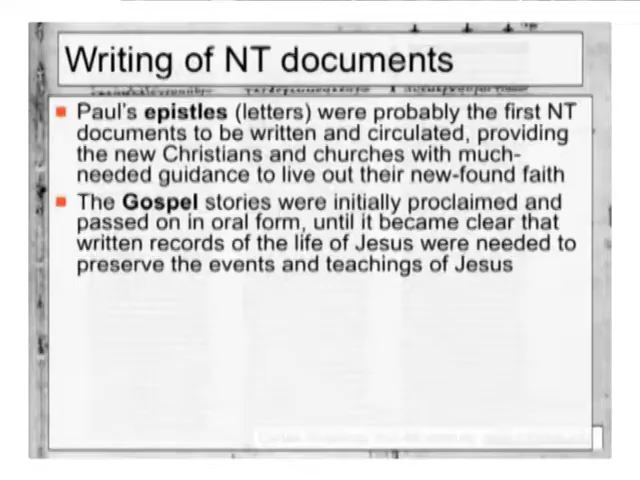 Writing of NT documents
Paul's epistles (letters) were probably the first NT
documents to be written and circulated, providing
the new Christians and churches with much-
needed guidance to live out their new-found faith
The Gospel stories were initially proclaimed and
passed on in oral form, until it became clear that
written records of the life of Jesus were needed to
preserve the events and teachings of Jesus